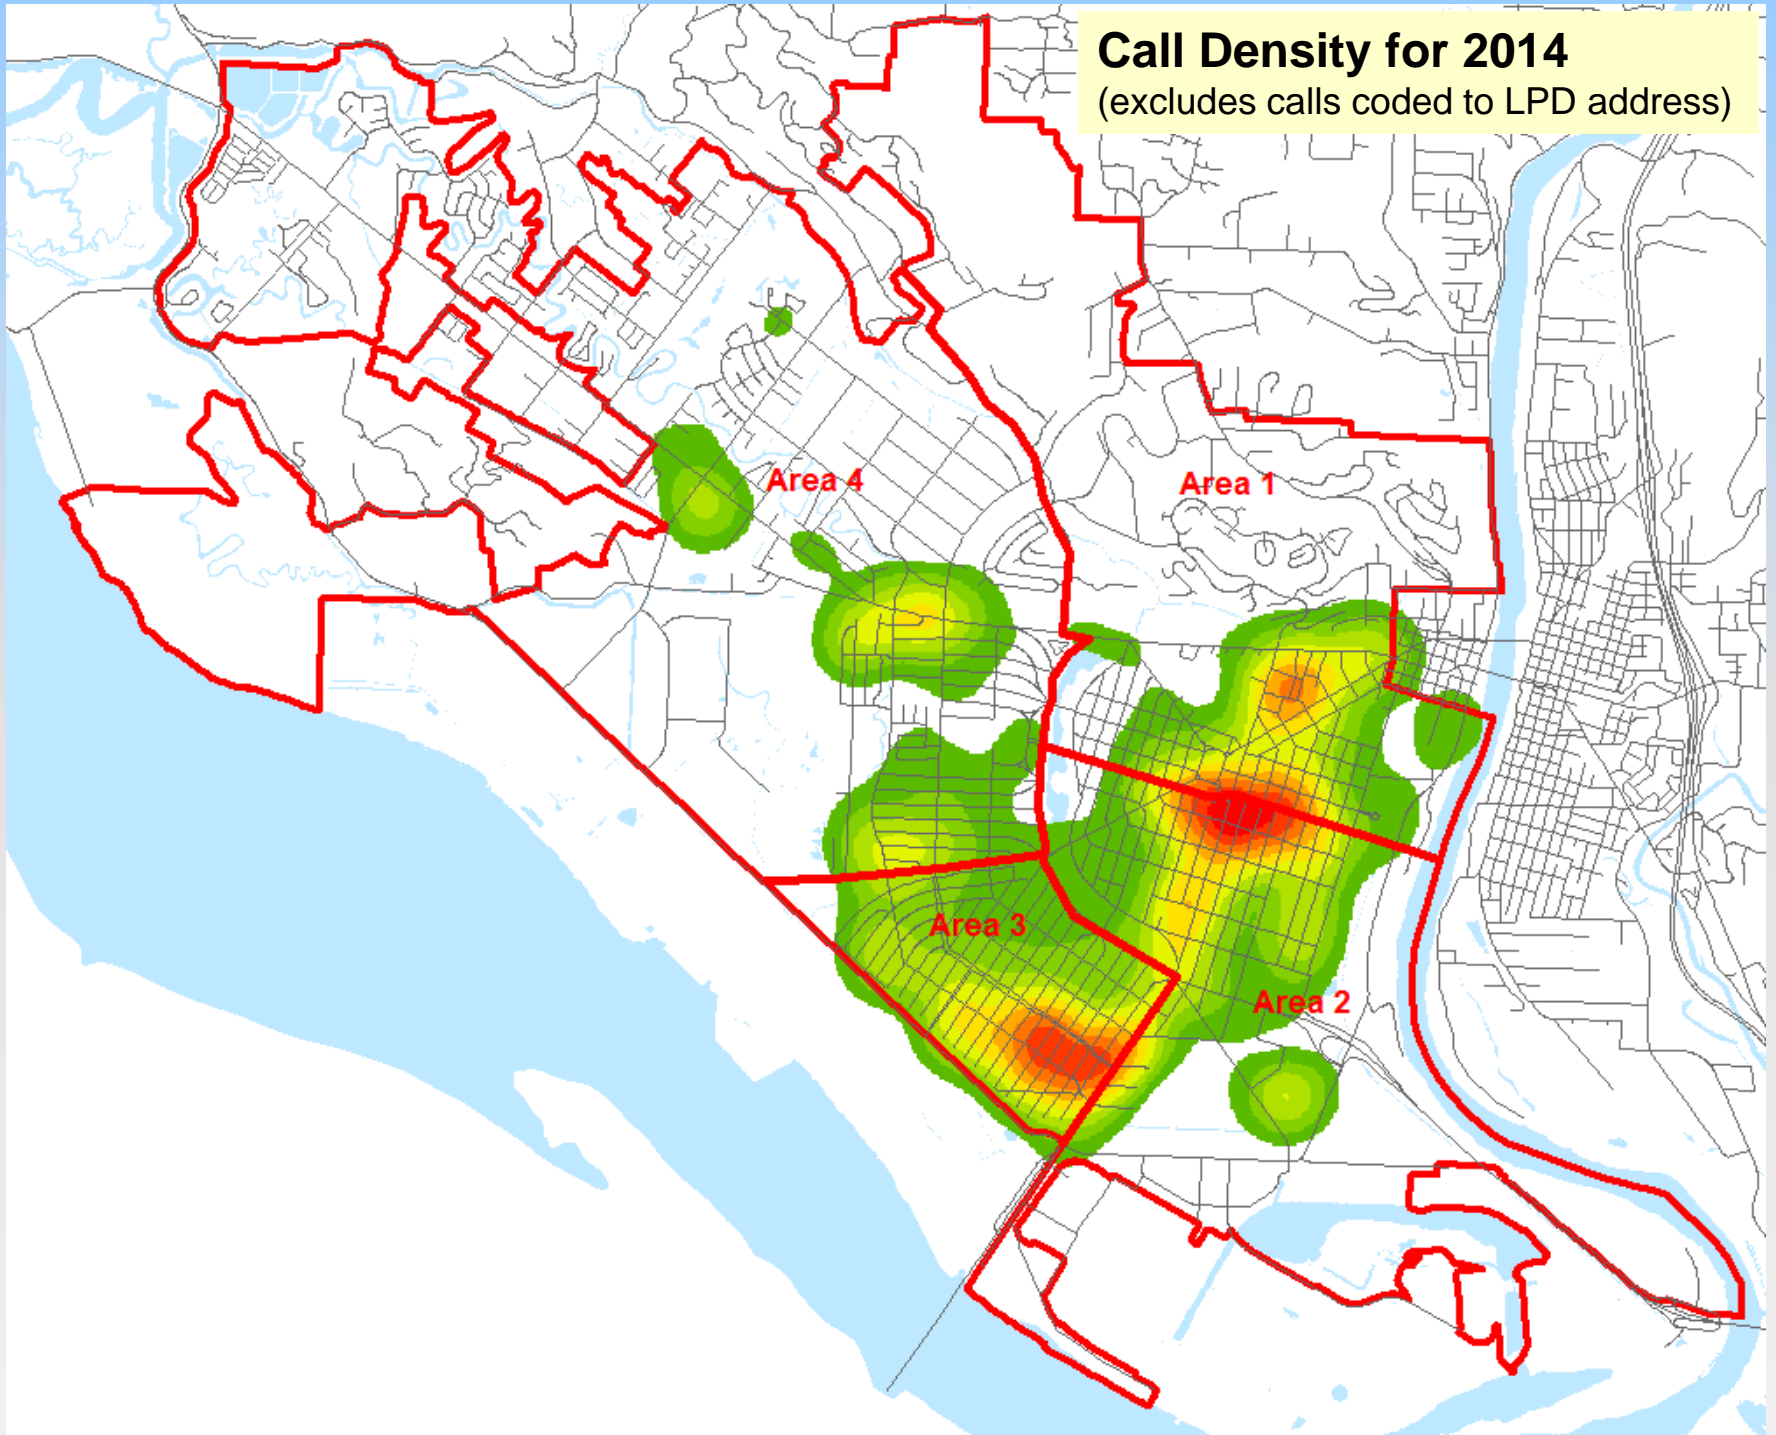 Call Density for 2014
(excludes calls coded to LPD address)
Area 4
Area 1
Area 3
Area 2